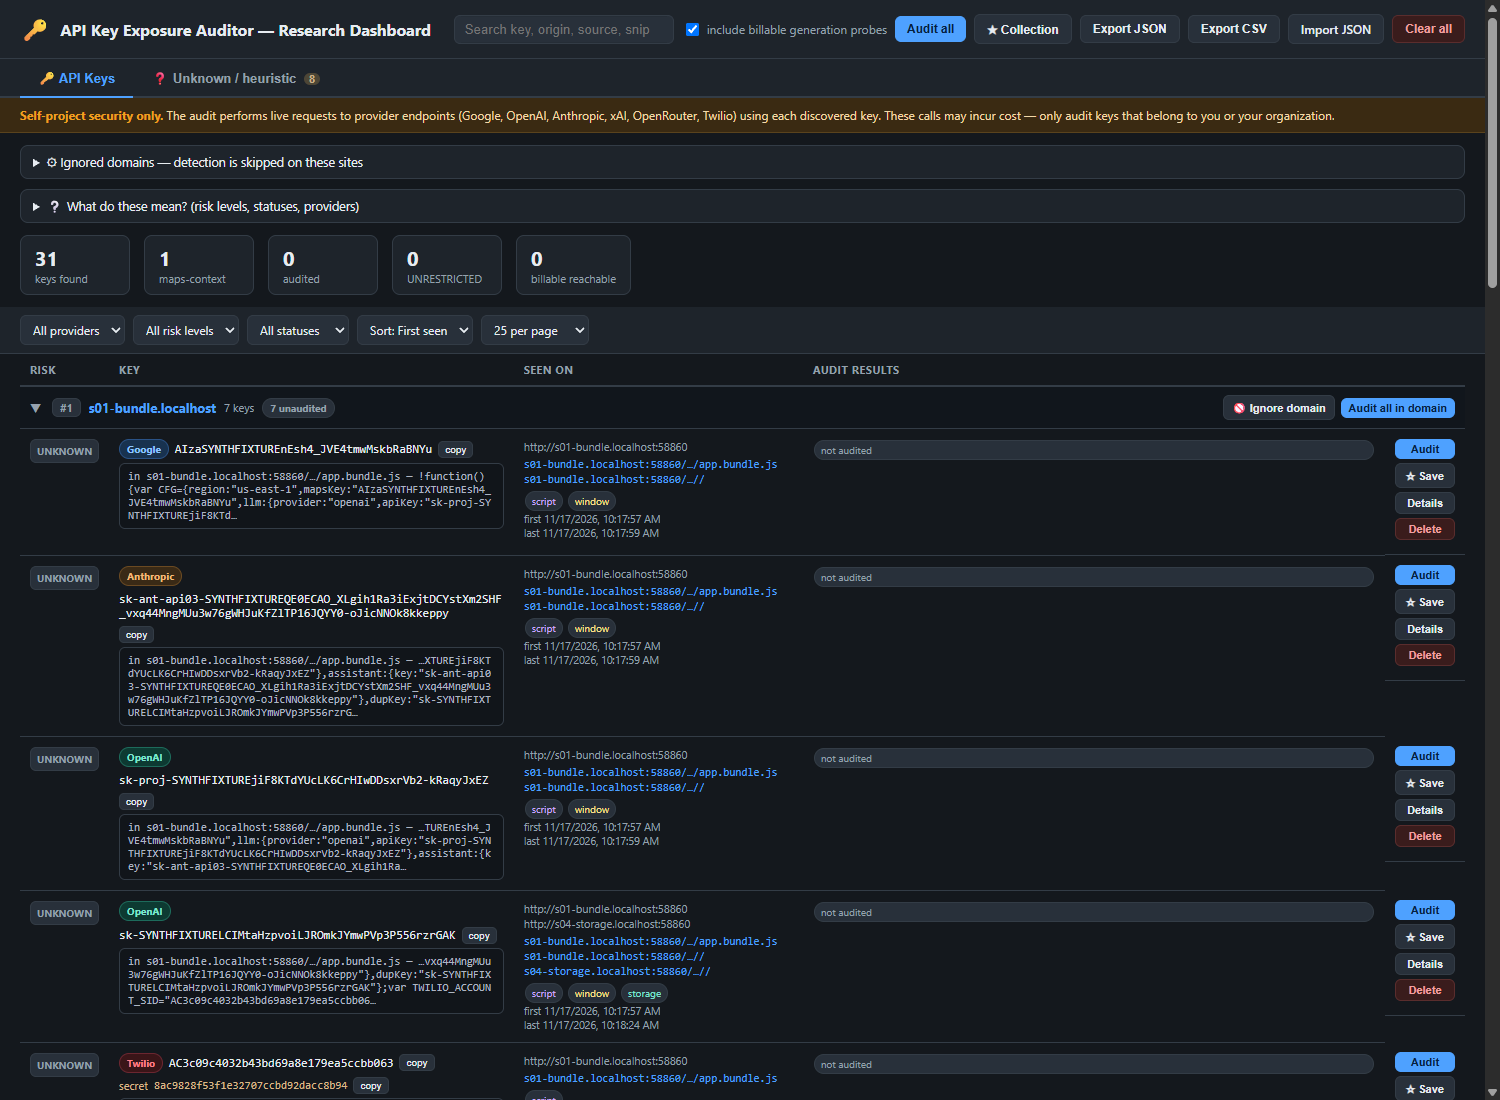 🔑 API Key Exposure Auditor — Research Dashboard
Search key, origin, source, snip
include billable generation probes
Audit all
★ Collection
Export JSON
Export CSV
Import JSON
Clear all
🔑 API Keys
❓ Unknown / heuristic 8
Self-project security only. The audit performs live requests to provider endpoints (Google, OpenAI, Anthropic, xAI, OpenRouter, Twilio) using each discovered key. These calls may incur cost — only audit keys that belong to you or your organization.
▶ ⚙ Ignored domains — detection is skipped on these sites
▶ ❔ What do these mean? (risk levels, statuses, providers)
31
keys found
1
maps-context
0
audited
0
UNRESTRICTED
0
billable reachable
All providers
All risk levels
All statuses
Sort: First seen
25 per page
RISK KEY SEEN ON AUDIT RESULTS
▼ #1 s01-bundle.localhost 7 keys 7 unaudited
🚫 Ignore domain
Audit all in domain
UNKNOWN
Google AIzaSYNTHFIXTUREnEsh4_JVE4tmwMskbRaBNYu copy
in s01-bundle.localhost:58860/…/app.bundle.js — !function()
{var CFG={region:"us-east-1",mapsKey:"AIzaSYNTHFIXTUREnEsh4_
JVE4tmwMskbRaBNYu",llm:{provider:"openai",apiKey:"sk-proj-SY
NTHFIXTUREjiF8KTd…
http://s01-bundle.localhost:58860
s01-bundle.localhost:58860/…/app.bundle.js
s01-bundle.localhost:58860/…//
script window
first 11/17/2026, 10:17:57 AM
last 11/17/2026, 10:17:59 AM
not audited
Audit
☆ Save
Details
Delete
UNKNOWN
Anthropic
sk-ant-api03-SYNTHFIXTUREQE0ECAO_XLgih1Ra3iExjtDCYstXm2SHF
_vxq44MngMUu3w76gWHJuKfZlTP16JQYY0-oJicNNOk8kkeppy
copy
in s01-bundle.localhost:58860/…/app.bundle.js — …XTUREjiF8KT
dYUcLK6CrHIwDDsxrVb2-kRaqyJxEZ"},assistant:{key:"sk-ant-api0
3-SYNTHFIXTUREQE0ECAO_XLgih1Ra3iExjtDCYstXm2SHF_vxq44MngMUu3
w76gWHJuKfZlTP16JQYY0-oJicNNOk8kkeppy"},dupKey:"sk-SYNTHFIXT
URELCIMtaHzpvoiLJROmkJYmwPVp3P556rzrG…
http://s01-bundle.localhost:58860
s01-bundle.localhost:58860/…/app.bundle.js
s01-bundle.localhost:58860/…//
script window
first 11/17/2026, 10:17:57 AM
last 11/17/2026, 10:17:59 AM
not audited
Audit
☆ Save
Details
Delete
UNKNOWN
OpenAI
sk-proj-SYNTHFIXTUREjiF8KTdYUcLK6CrHIwDDsxrVb2-kRaqyJxEZ
copy
in s01-bundle.localhost:58860/…/app.bundle.js — …TUREnEsh4_J
VE4tmwMskbRaBNYu",llm:{provider:"openai",apiKey:"sk-proj-SYN
THFIXTUREjiF8KTdYUcLK6CrHIwDDsxrVb2-kRaqyJxEZ"},assistant:{k
ey:"sk-ant-api03-SYNTHFIXTUREQE0ECAO_XLgih1Ra…
http://s01-bundle.localhost:58860
s01-bundle.localhost:58860/…/app.bundle.js
s01-bundle.localhost:58860/…//
script window
first 11/17/2026, 10:17:57 AM
last 11/17/2026, 10:17:59 AM
not audited
Audit
☆ Save
Details
Delete
UNKNOWN
OpenAI
sk-SYNTHFIXTURELCIMtaHzpvoiLJROmkJYmwPVp3P556rzrGAK copy
in s01-bundle.localhost:58860/…/app.bundle.js — …vxq44MngMUu
3w76gWHJuKfZlTP16JQYY0-oJicNNOk8kkeppy"},dupKey:"sk-SYNTHFIX
TURELCIMtaHzpvoiLJROmkJYmwPVp3P556rzrGAK"};var TWILIO_ACCOUN
T_SID="AC3c09c4032b43bd69a8e179ea5ccbb06…
http://s01-bundle.localhost:58860
http://s04-storage.localhost:58860
s01-bundle.localhost:58860/…/app.bundle.js
s01-bundle.localhost:58860/…//
s04-storage.localhost:58860/…//
script window storage
first 11/17/2026, 10:17:57 AM
last 11/17/2026, 10:18:24 AM
not audited
Audit
☆ Save
Details
Delete
UNKNOWN
Twilio AC3c09c4032b43bd69a8e179ea5ccbb063 copy
secret 8ac9828f53f1e32707ccbd92dacc8b94 copy
http://s01-bundle.localhost:58860
s01-bundle.localhost:58860/…/app.bundle.js
script
not audited
Audit
☆ Save